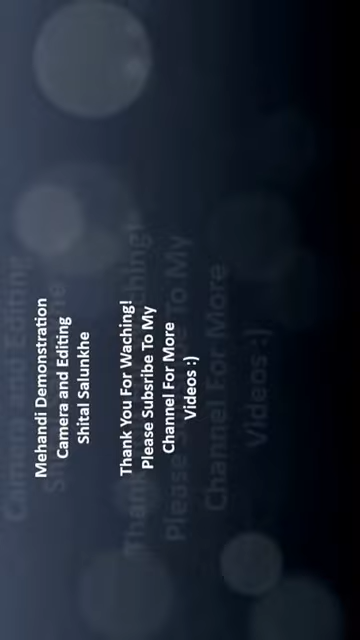 Mehandi Demonstration
Camera and Editing
Shital Salunkhe
Thank You For Waching!
Please Subsribe To My
Channel For More
Videos :)